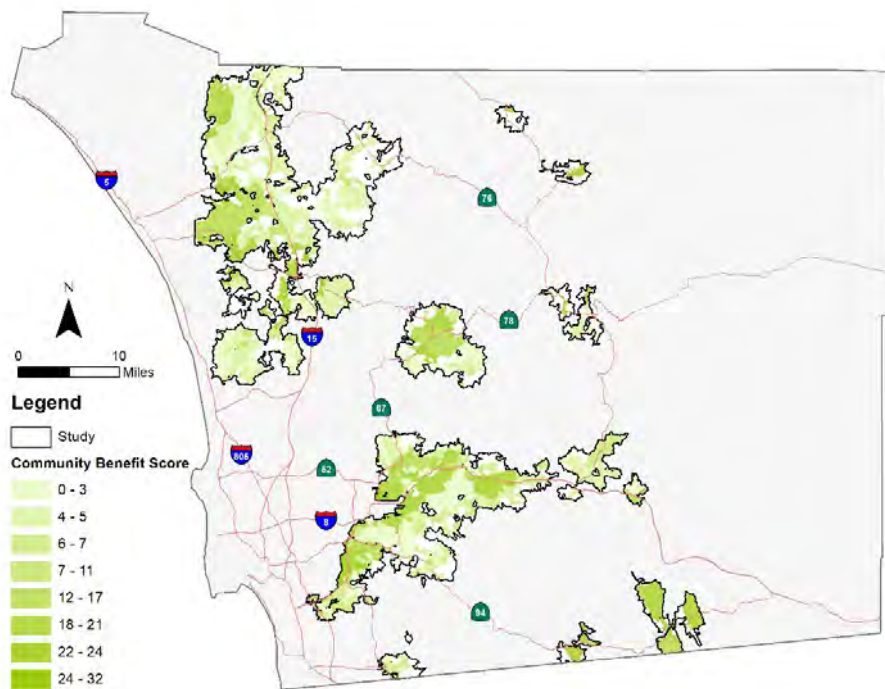 76
5
N
78
15
0 10
Miles
67
Legend
Study
805
52
Community Benefit Score
0 - 3
4 - 5
8
6 - 7
7 - 11
12 - 17
94
18 - 21
22 - 24
24 - 32